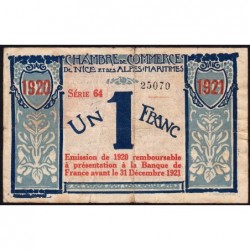 CHAMBRE DE COMMERCE
DE NICE ET DES ALPES-MARITIMES
1920
SÉRIE 64
25070
1921
UN 1 FRANC
Emission de 1920 remboursable
à présentation à la Banque de
France avant le 31 Décembre 1921